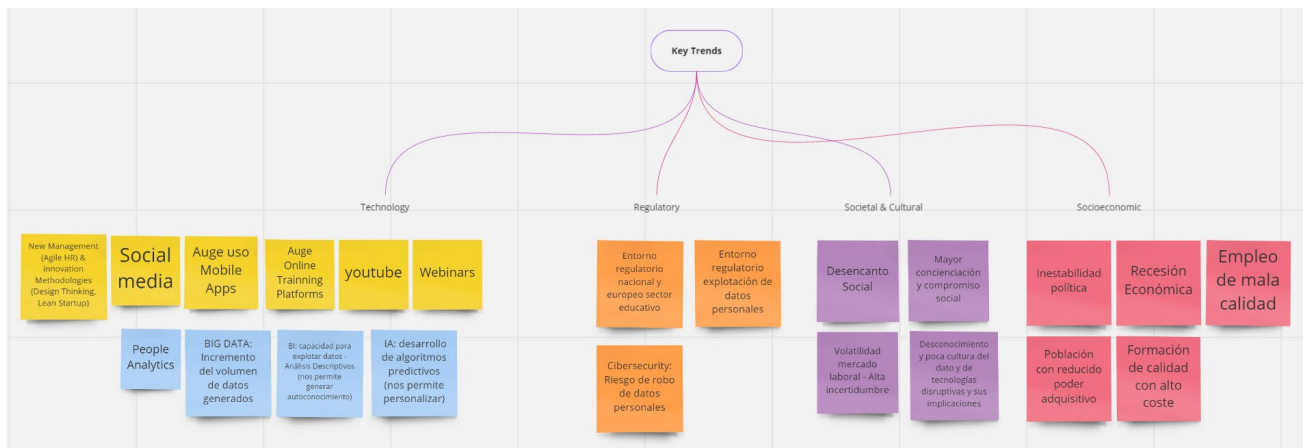 Key Trends
Technology
Regulatory
Societal & Cultural
Socioeconomic
New Management
(Agile HR) &
innovation
Methodologies
(Design Thinking,
Lean Startup)
Social
media
Auge uso
Mobile
Apps
Auge
Online
Trainning
Platforms
youtube
Webinars
People
Analytics
BIG DATA:
Incremento
del volumen
de datos
generados
BI: capacidad para
explotar datos -
Análisis Descriptivos
(nos permite
generar
autoconocimiento)
IA: desarrollo
de algoritmos
predictivos
(nos permite
personalizar)
Entorno
regulatorio
nacional y
europeo sector
educativo
Entorno
regulatorio
explotación de
datos
personales
Cibersecurity:
Riesgo de robo
de datos
personales
Desencanto
Social
Mayor
concienciación
y compromiso
social
Volatilidad
mercado
laboral - Alta
incertidumbre
Desconocimiento
y poca cultura del
dato y de
tecnologías
disruptivas y sus
implicaciones
Inestabilidad
política
Recesión
Económica
Empleo
de mala
calidad
Población
con reducido
poder
adquisitivo
Formación
de calidad
con alto
coste